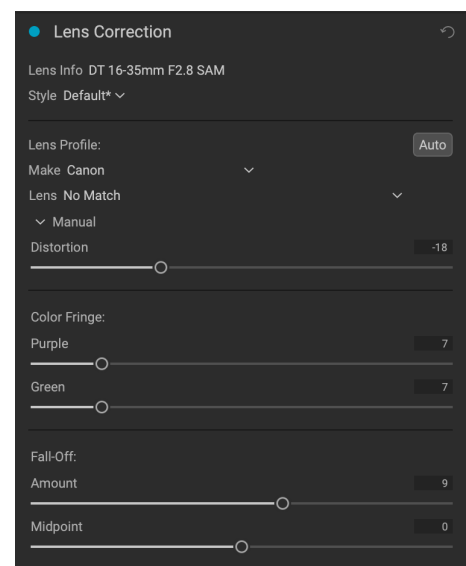 Lens Correction
Lens Info DT 16-35mm F2.8 SAM
Style Default*
Lens Profile: Auto
Make Canon
Lens No Match
Manual
Distortion -18
Color Fringe:
Purple 7
Green 7
Fall-Off:
Amount 9
Midpoint 0